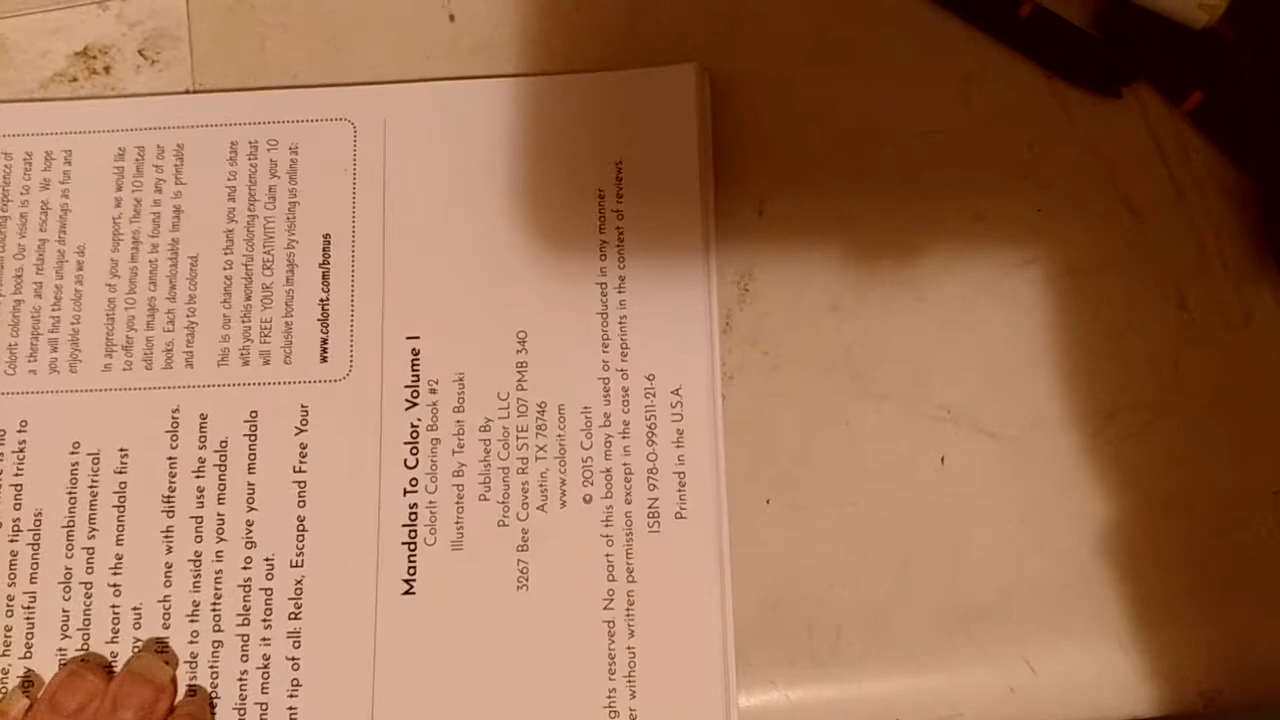 ColorIt coloring books. Our vision is to create
a therapeutic and relaxing escape. We hope
you will find these unique drawings as fun and
enjoyable to color as we do.
In appreciation of your support, we would like
to offer you 10 bonus images. These 10 limited
edition images cannot be found in any of our
books. Each downloadable image is printable
and ready to be colored.
This is our chance to thank you and to share
with you this wonderful coloring experience that
will FREE YOUR CREATIVITY! Claim your 10
exclusive bonus images by visiting us online at:
www.colorit.com/bonus
one, here are some tips and tricks to
beautiful mandalas:
your color combinations to
balanced and symmetrical.
heart of the mandala first
out.
fill each one with different colors.
to the inside and use the same
patterns in your mandala.
and blends to give your mandala
and make it stand out.
tip of all: Relax, Escape and Free Your
Mandalas To Color, Volume 1
ColorIt Coloring Book #2
Illustrated By Terbit Basuki
Published By
Profound Color LLC
3267 Bee Caves Rd STE 107 PMB 340
Austin, TX 78746
www.colorit.com
© 2015 ColorIt
ghts reserved. No part of this book may be used or reproduced in any manner
er without written permission except in the case of reprints in the context of reviews.
ISBN 978-0-996511-21-6
Printed in the U.S.A.